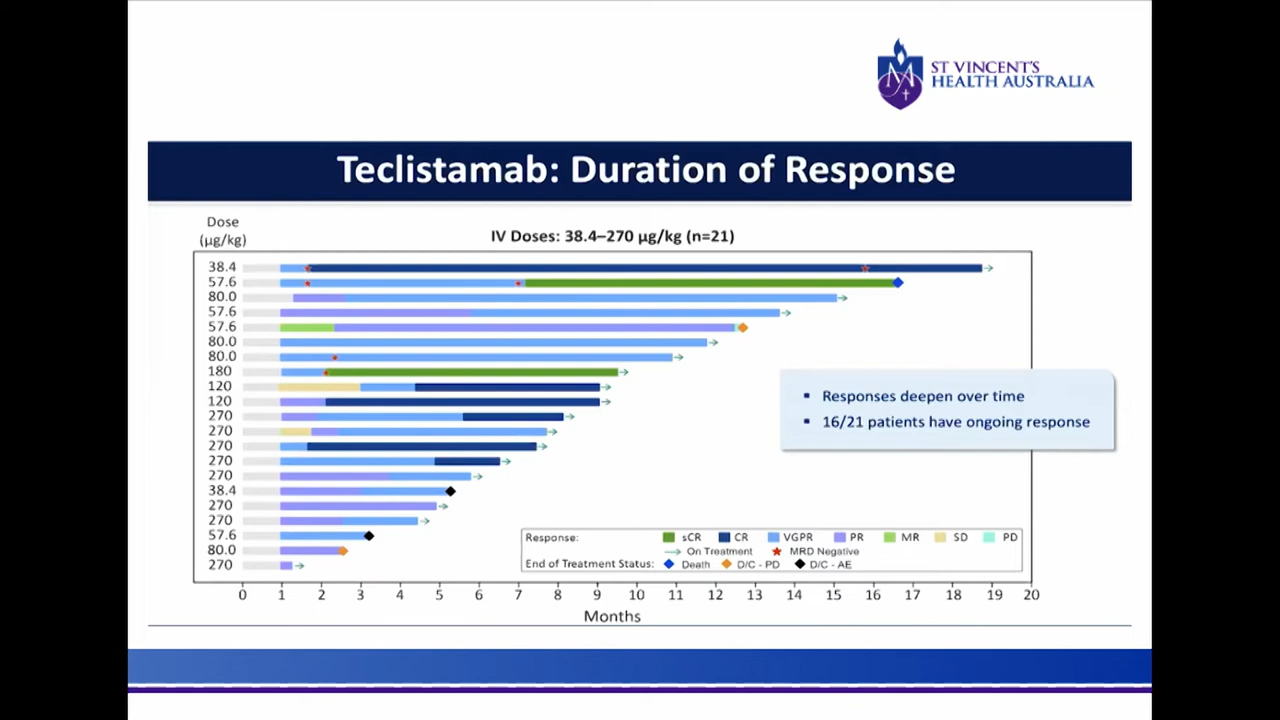 ST VINCENT'S
HEALTH AUSTRALIA
Teclistamab: Duration of Response
Dose
(µg/kg)
IV Doses: 38.4–270 µg/kg (n=21)
38.4
57.6
80.0
57.6
57.6
80.0
80.0
180
120
120
270
270
270
270
270
38.4
270
270
57.6
80.0
270
▪ Responses deepen over time
▪ 16/21 patients have ongoing response
Response: sCR CR VGPR PR MR SD PD
On Treatment MRD Negative
End of Treatment Status: Death D/C - PD D/C - AE
0 1 2 3 4 5 6 7 8 9 10 11 12 13 14 15 16 17 18 19 20
Months